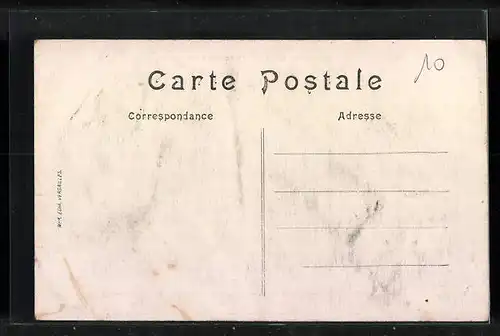 10
Carte Postale
Correspondance
Adresse